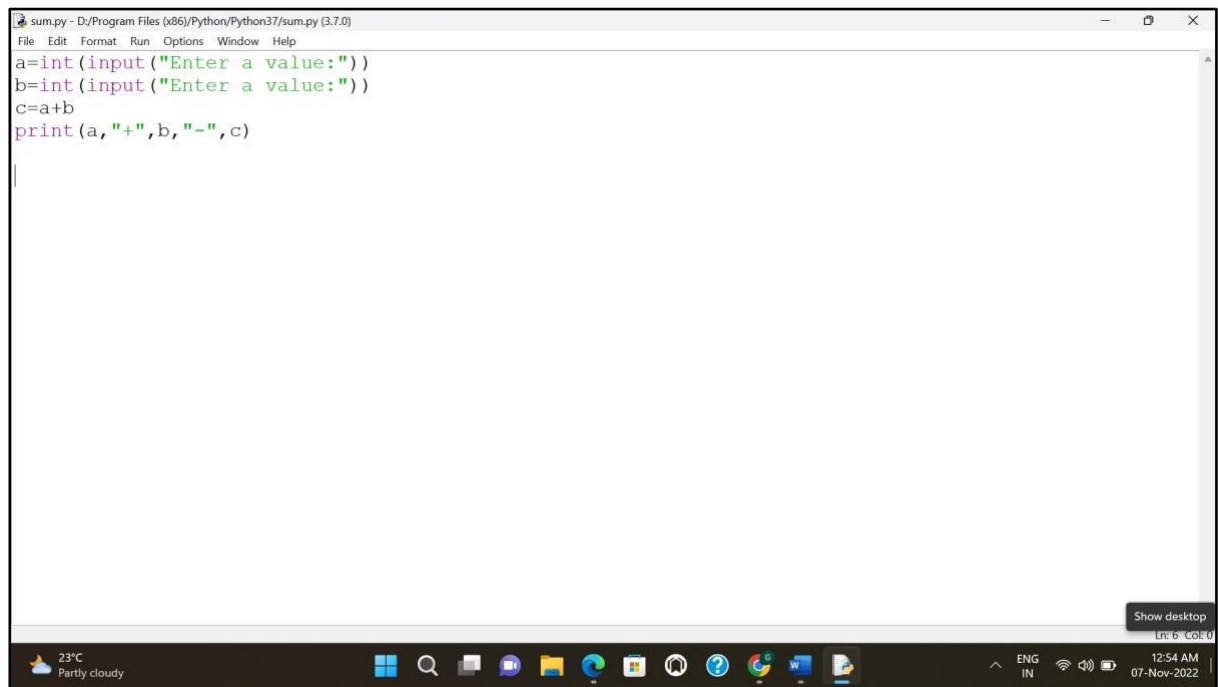 sum.py - D:/Program Files (x86)/Python/Python37/sum.py (3.7.0)
File Edit Format Run Options Window Help
a=int(input("Enter a value:"))
b=int(input("Enter a value:"))
c=a+b
print(a,"+",b,"-",c)
Show desktop
Ln: 6 Col: 0
23°C
Partly cloudy
ENG
IN
12:54 AM
07-Nov-2022